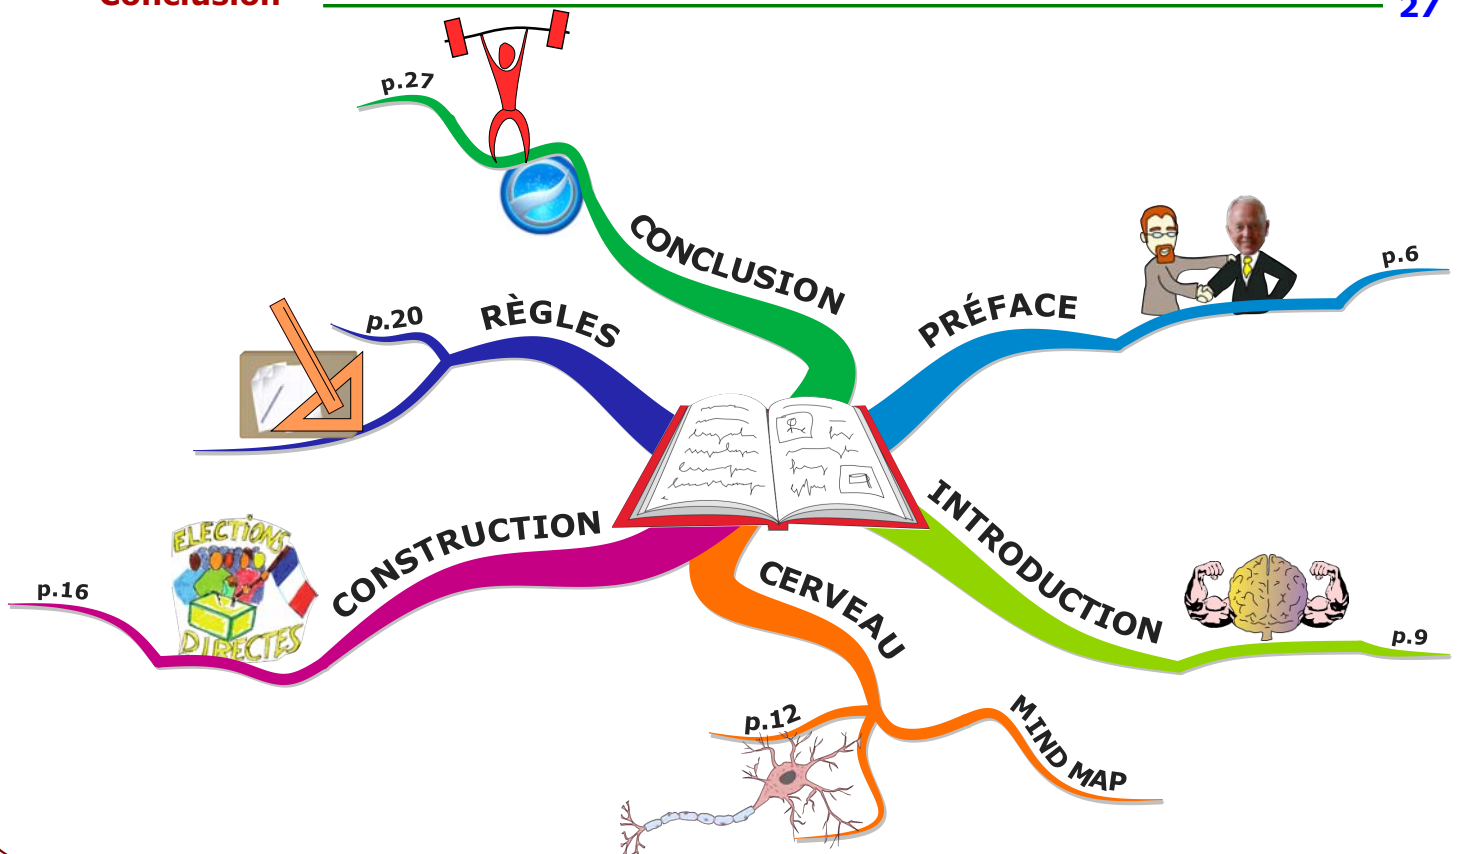 Conclusion 27
p.27
CONCLUSION
PRÉFACE
p.6
RÈGLES
p.20
INTRODUCTION
p.9
CONSTRUCTION
p.16
ELECTIONS
DIRECTES
CERVEAU
p.12
MIND MAP